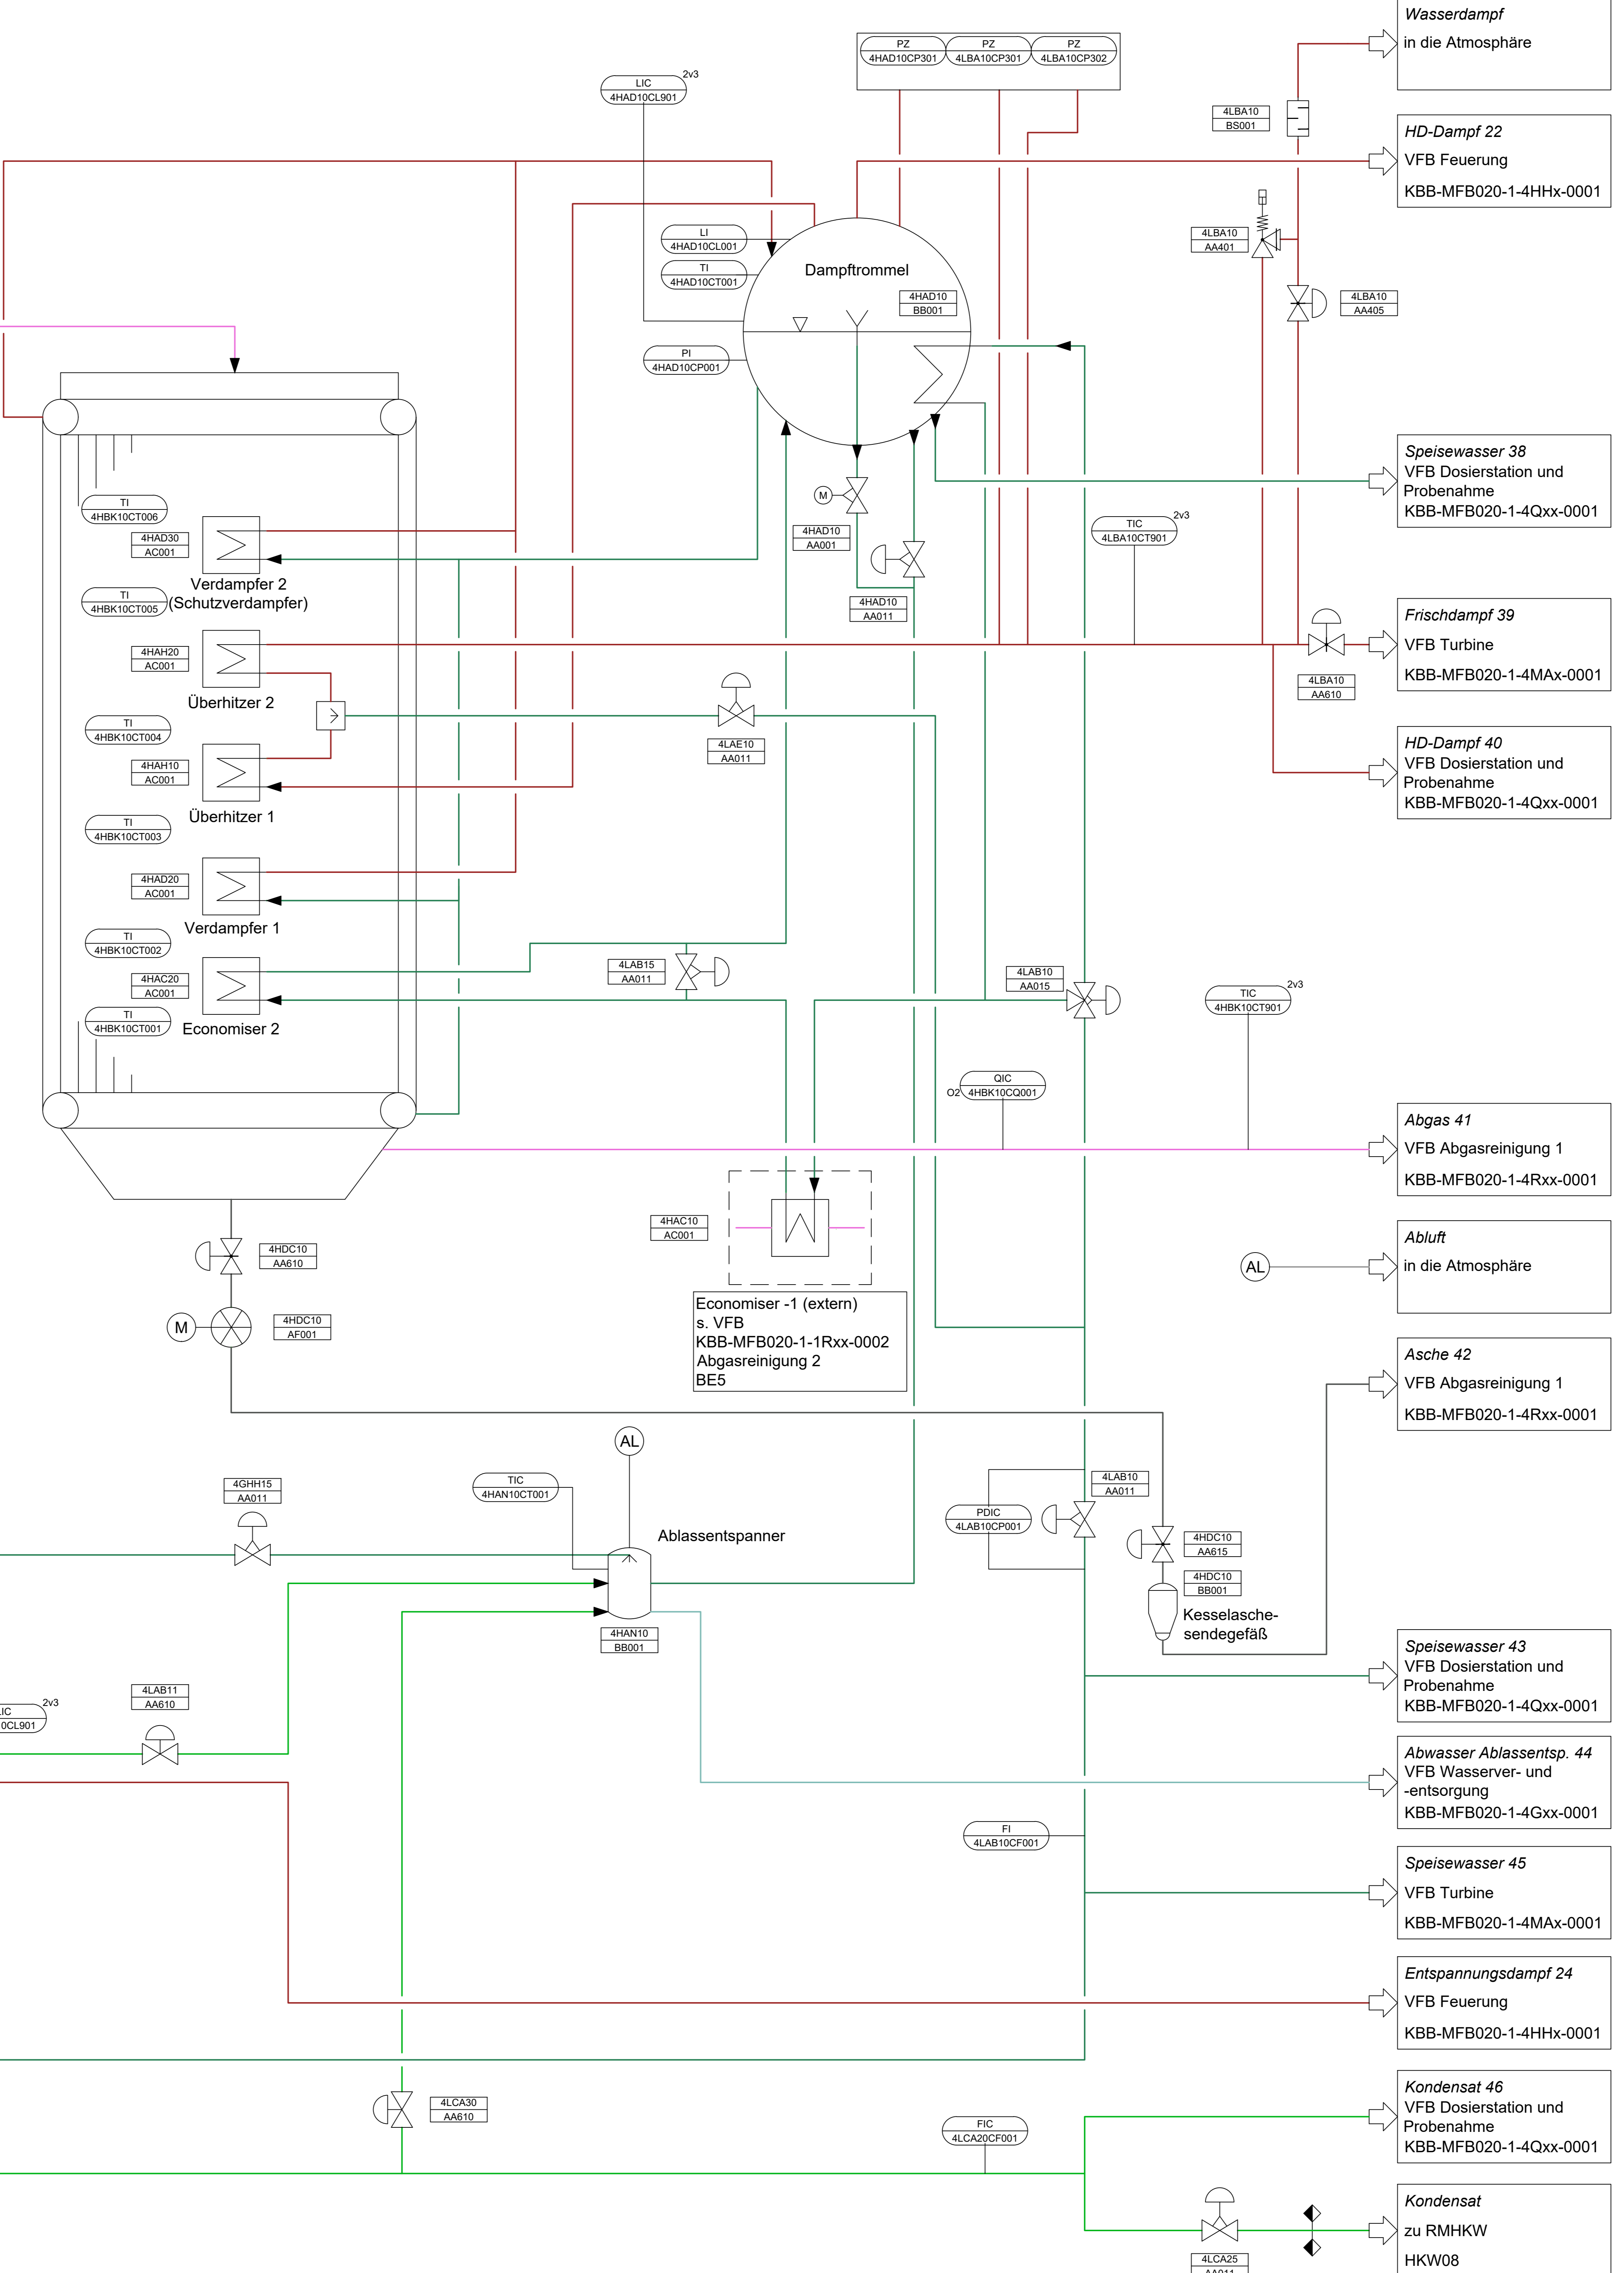 Wasserdampf
in die Atmosphäre
PZ
4HAD10CP301
PZ
4LBA10CP301
PZ
4LBA10CP302
LIC
4HAD10CL901
2v3
4LBA10
BS001
HD-Dampf 22
VFB Feuerung
KBB-MFB020-1-4HHx-0001
LI
4HAD10CL001
TI
4HAD10CT001
Dampftrommel
4HAD10
BB001
PI
4HAD10CP001
4LBA10
AA401
4LBA10
AA405
Speisewasser 38
VFB Dosierstation und
Probenahme
KBB-MFB020-1-4Qxx-0001
TI
4HBK10CT006
4HAD30
AC001
Verdampfer 2
(Schutzverdampfer)
TI
4HBK10CT005
M
4HAD10
AA001
4HAD10
AA011
TIC
4LBA10CT901
2v3
Frischdampf 39
VFB Turbine
KBB-MFB020-1-4MAx-0001
4LBA10
AA610
4HAH20
AC001
Überhitzer 2
TI
4HBK10CT004
4LAE10
AA011
HD-Dampf 40
VFB Dosierstation und
Probenahme
KBB-MFB020-1-4Qxx-0001
4HAH10
AC001
Überhitzer 1
TI
4HBK10CT003
4HAD20
AC001
Verdampfer 1
TI
4HBK10CT002
4HAC20
AC001
Economiser 2
TI
4HBK10CT001
4LAB15
AA011
4LAB10
AA015
TIC
4HBK10CT901
2v3
QIC
4HBK10CQ001
O2
Abgas 41
VFB Abgasreinigung 1
KBB-MFB020-1-4Rxx-0001
4HAC10
AC001
Economiser -1 (extern)
s. VFB
KBB-MFB020-1-1Rxx-0002
Abgasreinigung 2
BE5
4HDC10
AA610
M
4HDC10
AF001
AL
Abluft
in die Atmosphäre
Asche 42
VFB Abgasreinigung 1
KBB-MFB020-1-4Rxx-0001
AL
4GHH15
AA011
TIC
4HAN10CT001
Ablassentspanner
4HAN10
BB001
PDIC
4LAB10CP001
4LAB10
AA011
4HDC10
AA615
4HDC10
BB001
Kesselasche-
sendegefäß
Speisewasser 43
VFB Dosierstation und
Probenahme
KBB-MFB020-1-4Qxx-0001
4LAB11
AA610
IC
0CL901
2v3
Abwasser Ablassentsp. 44
VFB Wasserver- und
-entsorgung
KBB-MFB020-1-4Gxx-0001
FI
4LAB10CF001
Speisewasser 45
VFB Turbine
KBB-MFB020-1-4MAx-0001
Entspannungsdampf 24
VFB Feuerung
KBB-MFB020-1-4HHx-0001
4LCA30
AA610
FIC
4LCA20CF001
Kondensat 46
VFB Dosierstation und
Probenahme
KBB-MFB020-1-4Qxx-0001
Kondensat
zu RMHKW
HKW08
4LCA25
AA011